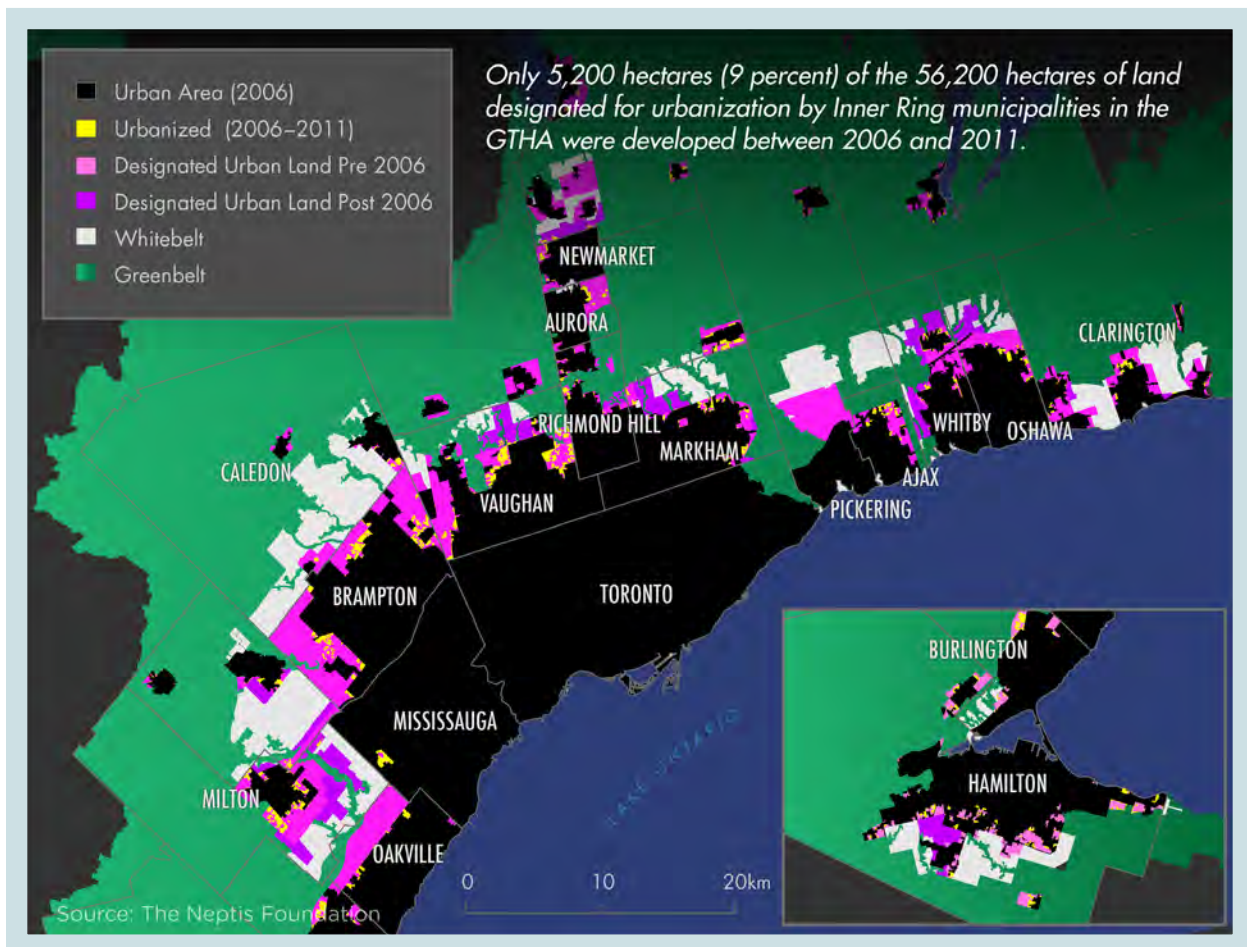 Urban Area (2006)
Urbanized (2006–2011)
Designated Urban Land Pre 2006
Designated Urban Land Post 2006
Whitebelt
Greenbelt
Only 5,200 hectares (9 percent) of the 56,200 hectares of land
designated for urbanization by Inner Ring municipalities in the
GTHA were developed between 2006 and 2011.
NEWMARKET
AURORA
CLARINGTON
RICHMOND HILL
WHITBY
OSHAWA
MARKHAM
CALEDON
AJAX
VAUGHAN
PICKERING
BRAMPTON
TORONTO
BURLINGTON
MISSISSAUGA
LAKE ONTARIO
HAMILTON
MILTON
OAKVILLE
0 10 20km
Source: The Neptis Foundation